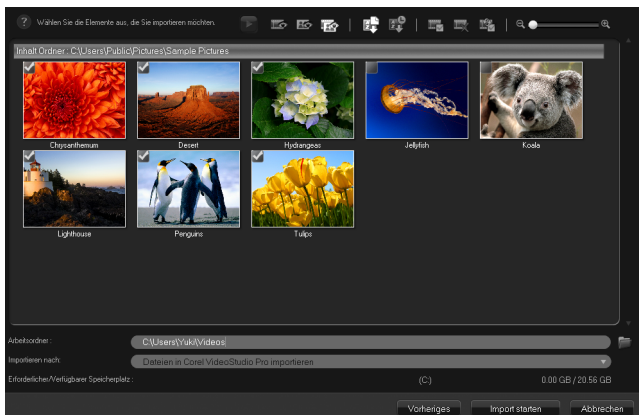 Wählen Sie die Elemente aus, die Sie importieren möchten.
Inhalt Ordner : C:\Users\Public\Pictures\Sample Pictures
Chrysanthemum
Desert
Hydrangeas
Jellyfish
Koala
Lighthouse
Penguins
Tulips
Arbeitsordner :
C:\Users\Yuki\Videos
Importieren nach:
Dateien in Corel VideoStudio Pro importieren
Erforderlicher/Verfügbarer Speicherplatz :
(C:)
0.00 GB / 20.56 GB
Vorheriges
Import starten
Abbrechen